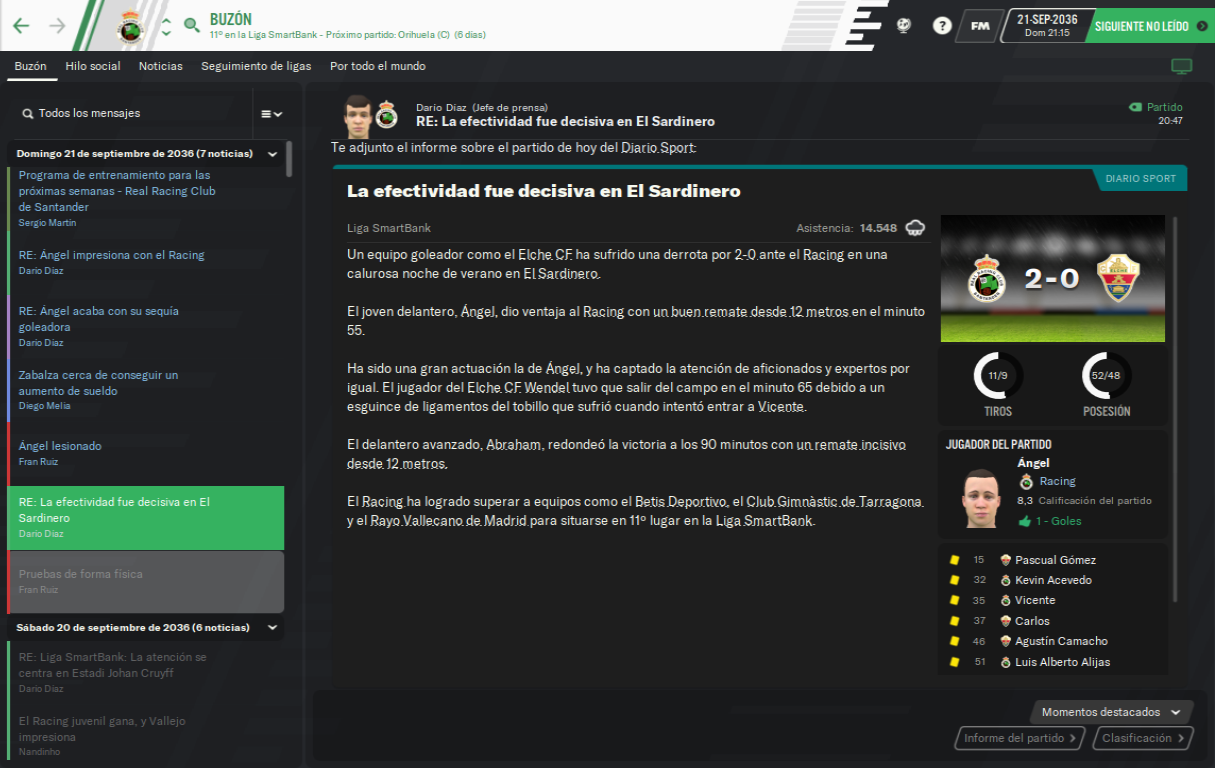 BUZÓN
11º en la Liga SmartBank - Próximo partido: Orihuela (C) (6 días)
FM
21-SEP-2036
Dom 21:15
SIGUIENTE NO LEÍDO
Buzón
Hilo social
Noticias
Seguimiento de ligas
Por todo el mundo
Todos los mensajes
Domingo 21 de septiembre de 2036 (7 noticias)
Programa de entrenamiento para las
próximas semanas - Real Racing Club
de Santander
Sergio Martín
RE: Ángel impresiona con el Racing
Darío Díaz
RE: Ángel acaba con su sequía
goleadora
Darío Díaz
Zabalza cerca de conseguir un
aumento de sueldo
Diego Melia
Ángel lesionado
Fran Ruiz
RE: La efectividad fue decisiva en El
Sardinero
Darío Díaz
Pruebas de forma física
Fran Ruiz
Sábado 20 de septiembre de 2036 (6 noticias)
RE: Liga SmartBank: La atención se
centra en Estadi Johan Cruyff
Darío Díaz
El Racing juvenil gana, y Vallejo
impresiona
Nandinho
Darío Díaz (Jefe de prensa)
RE: La efectividad fue decisiva en El Sardinero
Partido
20:47
Te adjunto el informe sobre el partido de hoy del Diario Sport:
DIARIO SPORT
La efectividad fue decisiva en El Sardinero
Liga SmartBank
Asistencia: 14.548
Un equipo goleador como el Elche CF ha sufrido una derrota por 2-0 ante el Racing en una
calurosa noche de verano en El Sardinero.
El joven delantero, Ángel, dio ventaja al Racing con un buen remate desde 12 metros en el minuto
55.
Ha sido una gran actuación la de Ángel, y ha captado la atención de aficionados y expertos por
igual. El jugador del Elche CF Wendel tuvo que salir del campo en el minuto 65 debido a un
esguince de ligamentos del tobillo que sufrió cuando intentó entrar a Vicente.
El delantero avanzado, Abraham, redondeó la victoria a los 90 minutos con un remate incisivo
desde 12 metros.
El Racing ha logrado superar a equipos como el Betis Deportivo, el Club Gimnàstic de Tarragona
y el Rayo Vallecano de Madrid para situarse en 11º lugar en la Liga SmartBank.
2-0
11/9
TIROS
52/48
POSESIÓN
JUGADOR DEL PARTIDO
Ángel
Racing
8,3 Calificación del partido
1 - Goles
15 Pascual Gómez
32 Kevin Acevedo
35 Vicente
37 Carlos
46 Agustín Camacho
51 Luis Alberto Alijas
Momentos destacados
Informe del partido
Clasificación